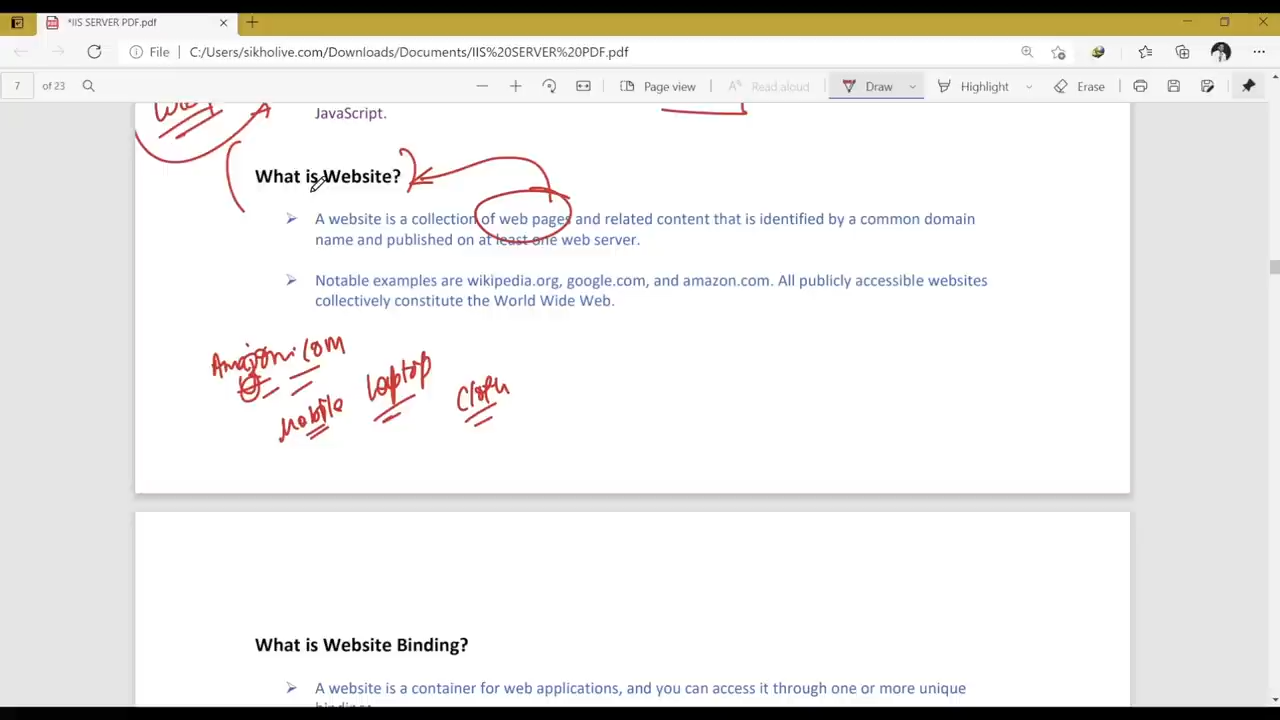 *IIS SERVER PDF.pdf
File C:/Users/sikholive.com/Downloads/Documents/IIS%20SERVER%20PDF.pdf
7 of 23 Page view Read aloud Draw Highlight Erase
JavaScript.
What is Website?
A website is a collection of web pages and related content that is identified by a common domain
name and published on at least one web server.
Notable examples are wikipedia.org, google.com, and amazon.com. All publicly accessible websites
collectively constitute the World Wide Web.
Amazon.com
Mobile Laptop Cloth
What is Website Binding?
A website is a container for web applications, and you can access it through one or more unique
bindings